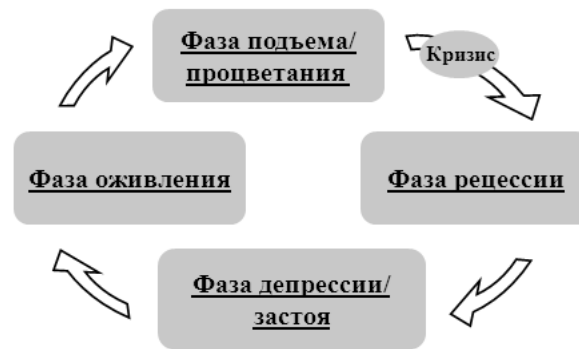 Фаза подъема/
процветания
Кризис
Фаза оживления
Фаза рецессии
Фаза депрессии/
застоя